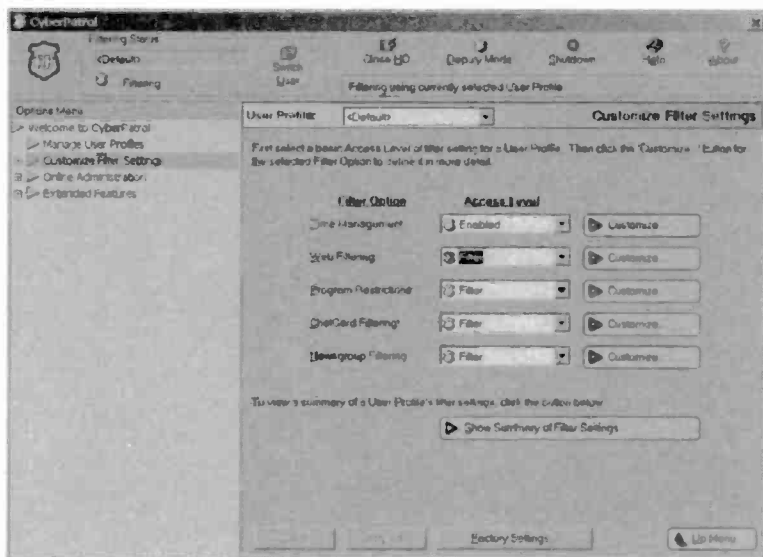 CyberPatrol
Filtering Status
<Default>
Filtering
Switch User
Close HQ
Deputy Mode
Shutdown
Help
About
Filtering using currently selected User Profile
Options Menu
Welcome to CyberPatrol
Manage User Profiles
Customize Filter Settings
Online Administration
Extended Features
User Profile:
<Default>
Customize Filter Settings
First select a basic Access Level of filter setting for a User Profile. Then click the "Customize..." Button for
the selected Filter Option to define it in more detail.
Filter Option
Access Level
Time Management
Enabled
Customize...
Web Filtering
Filter
Customize...
Program Restrictions
Filter
Customize...
ChatGard Filtering*
Filter
Customize...
Newsgroup Filtering
Filter
Customize...
To view a summary of a User Profile's filter settings, click the button below
Show Summary of Filter Settings
Factory Settings
Up Menu